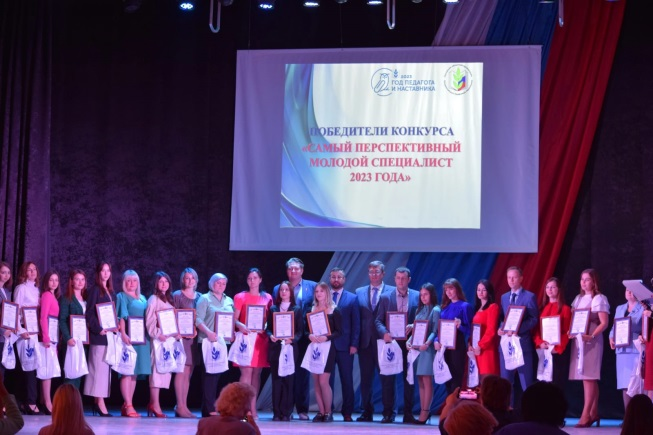 2023
ГОД ПЕДАГОГА
И НАСТАВНИКА
ПОБЕДИТЕЛИ КОНКУРСА
«САМЫЙ ПЕРСПЕКТИВНЫЙ
МОЛОДОЙ СПЕЦИАЛИСТ
2023 ГОДА»